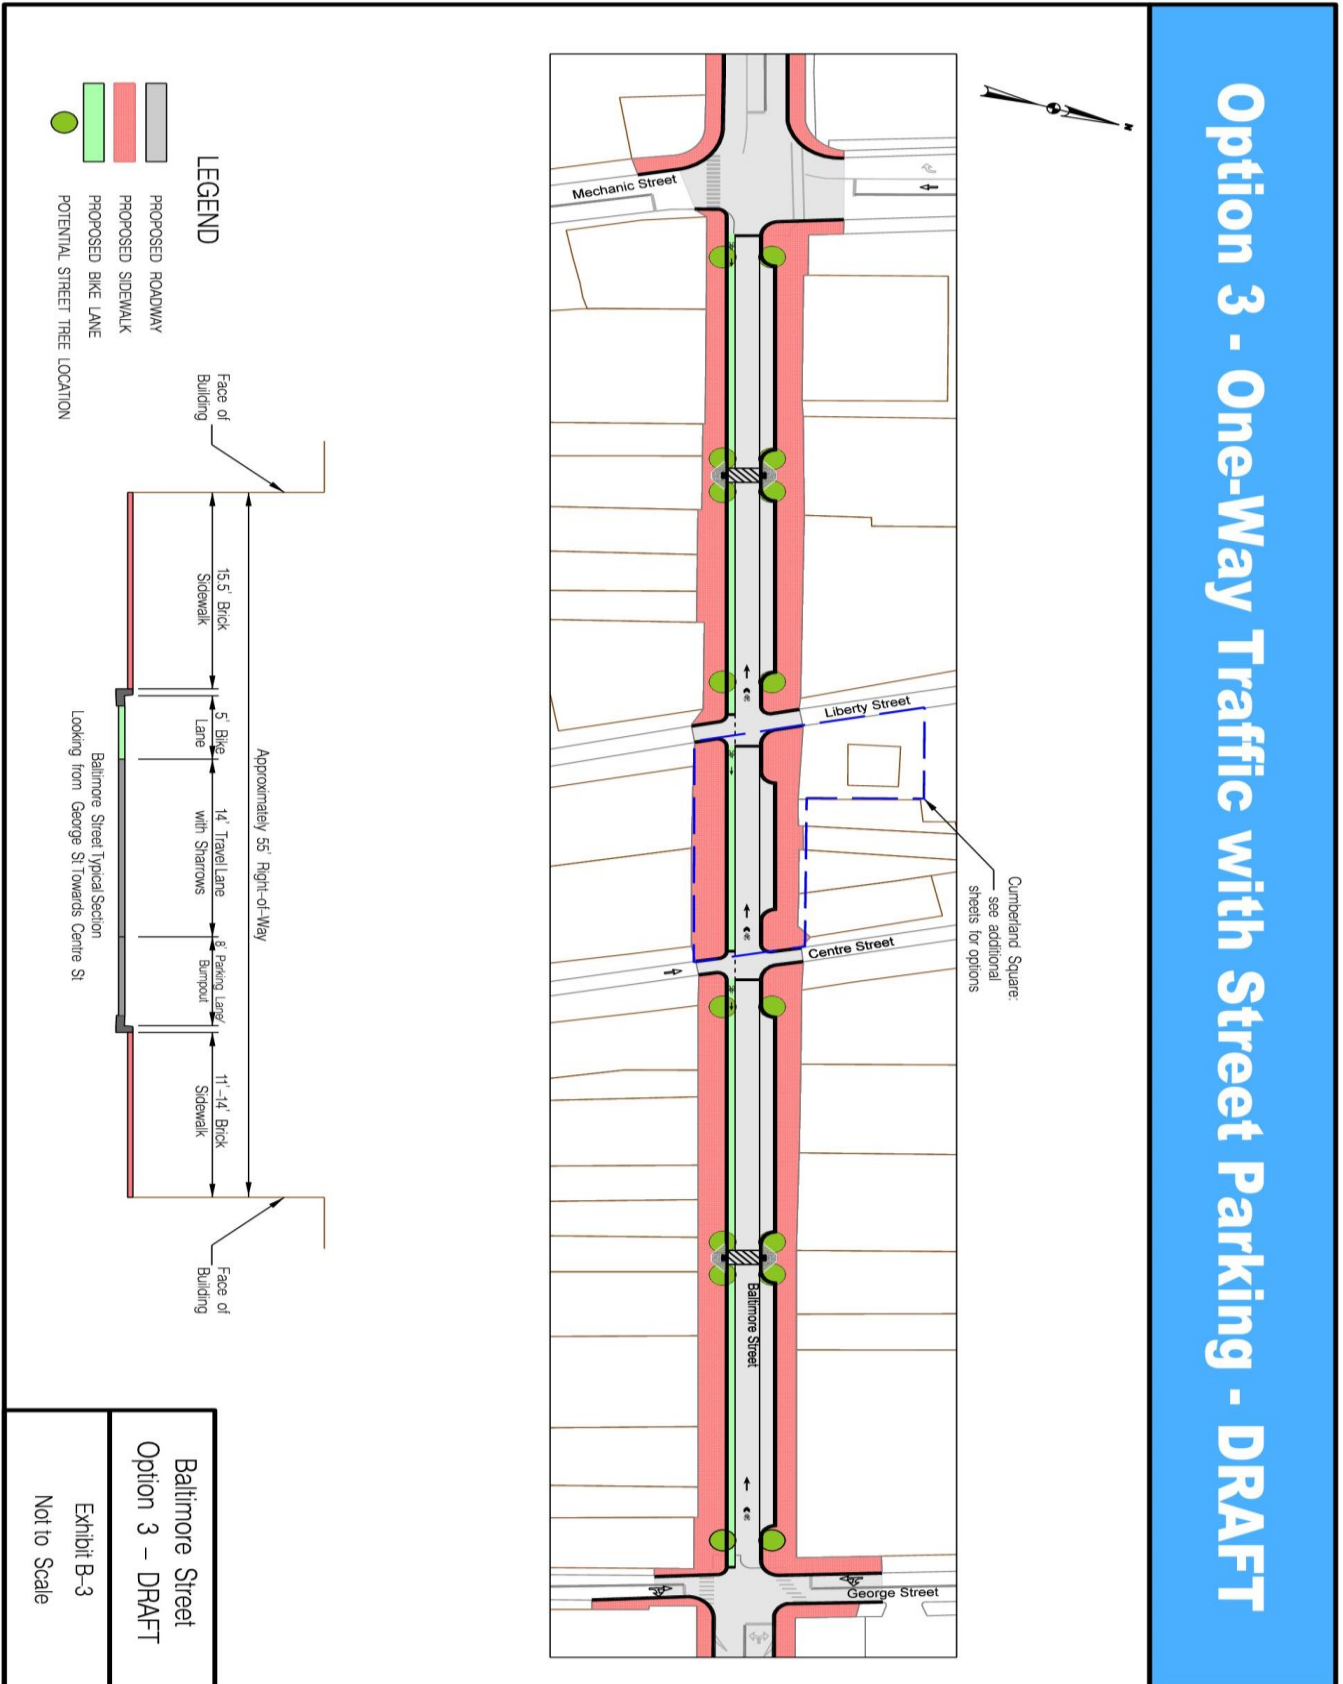 Option 3 - One-Way Traffic with Street Parking - DRAFT
N
Mechanic Street
Liberty Street
Centre Street
Baltimore Street
George Street
Cumberland Square:
see additional
sheets for options
LEGEND
PROPOSED ROADWAY
PROPOSED SIDEWALK
PROPOSED BIKE LANE
POTENTIAL STREET TREE LOCATION
Face of
Building
Approximately 55' Right-of-Way
15.5' Brick
Sidewalk
5' Bike
Lane
14' Travel Lane
with Sharrows
8' Parking Lane/
Bumpout
11'-14' Brick
Sidewalk
Face of
Building
Baltimore Street Typical Section
Looking from George St Towards Centre St
Baltimore Street
Option 3 - DRAFT
Exhibit B-3
Not to Scale